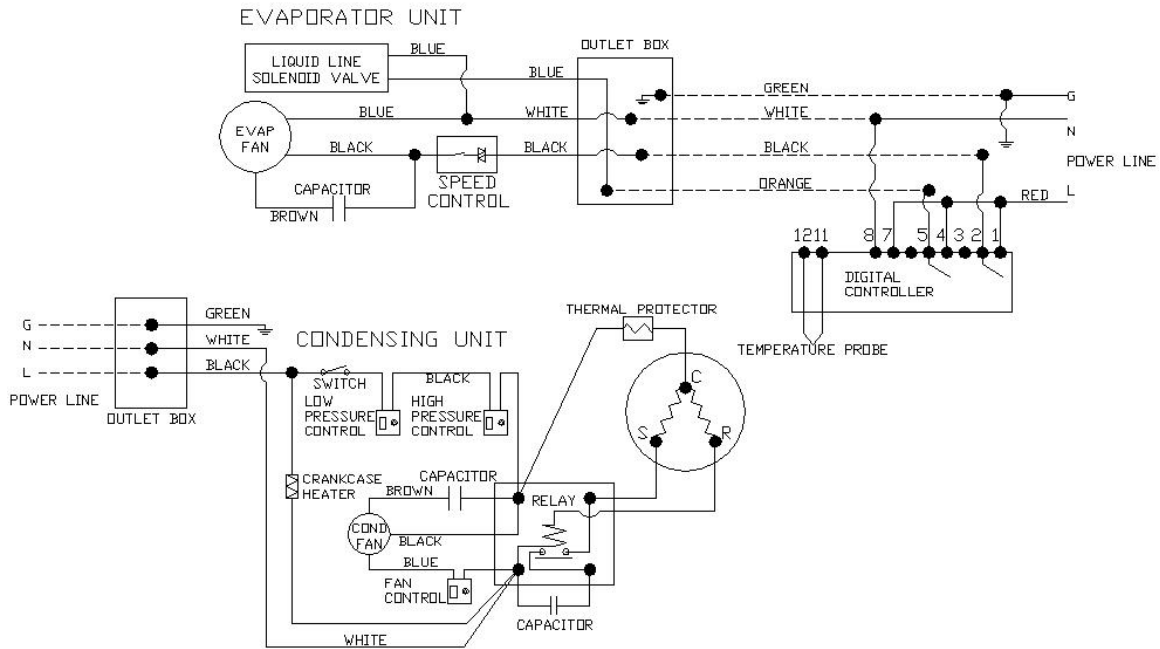 EVAPORATOR UNIT
BLUE
OUTLET BOX
LIQUID LINE
SOLENOID VALVE
BLUE
GREEN
G
BLUE
WHITE
WHITE
N
EVAP
FAN
BLACK
BLACK
BLACK
POWER LINE
SPEED
CONTROL
CAPACITOR
BROWN
ORANGE
RED
L
12 11 8 7 5 4 3 2 1
DIGITAL
CONTROLLER
TEMPERATURE PROBE
G
GREEN
N
WHITE
L
BLACK
POWER LINE
OUTLET BOX
CONDENSING UNIT
THERMAL PROTECTOR
SWITCH
BLACK
LOW
PRESSURE
CONTROL
HIGH
PRESSURE
CONTROL
C
S
R
CRANKCASE
HEATER
CAPACITOR
BROWN
RELAY
COND
FAN
BLACK
BLUE
FAN
CONTROL
CAPACITOR
WHITE